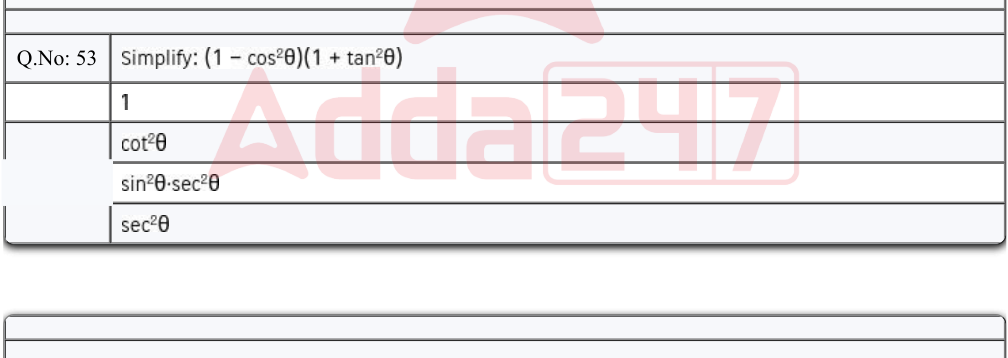 Q.No: 53 Simplify: (1 − cos²θ)(1 + tan²θ)
1
cot²θ
sin²θ·sec²θ
sec²θ
Adda247